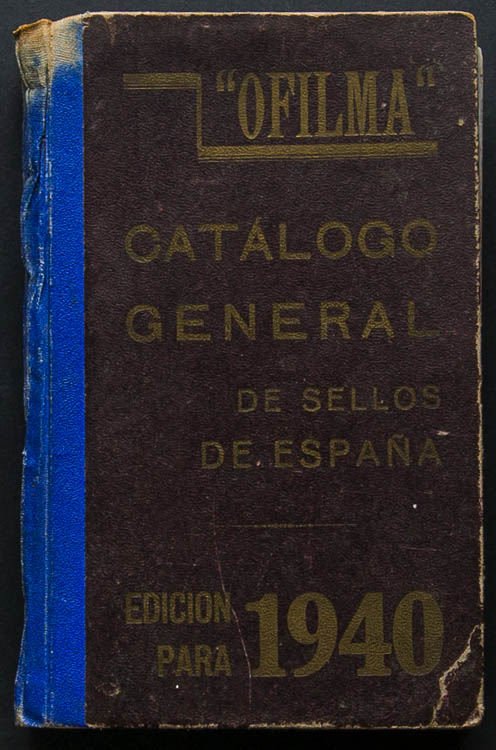 "OFILMA"
CATÁLOGO
GENERAL
DE SELLOS
DE ESPAÑA
EDICION
PARA 1940